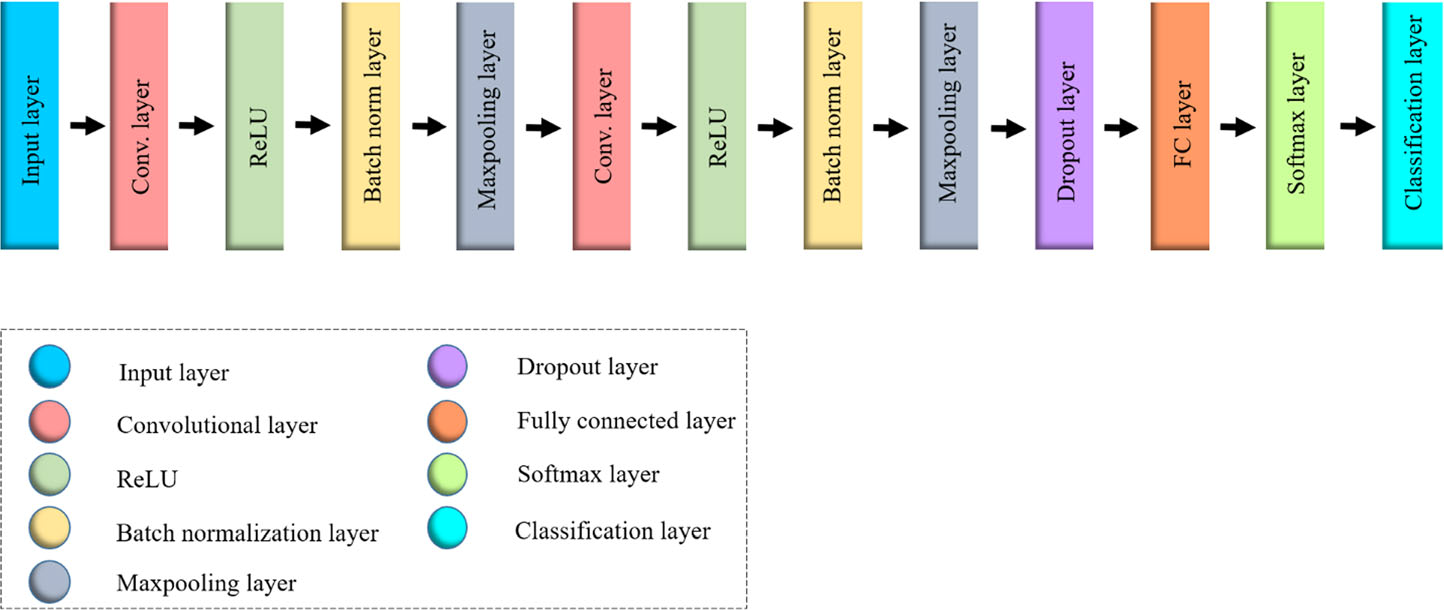 Input layer
Conv. layer
ReLU
Batch norm layer
Maxpooling layer
Conv. layer
ReLU
Batch norm layer
Maxpooling layer
Dropout layer
FC layer
Softmax layer
Classification layer
Input layer
Convolutional layer
ReLU
Batch normalization layer
Maxpooling layer
Dropout layer
Fully connected layer
Softmax layer
Classification layer